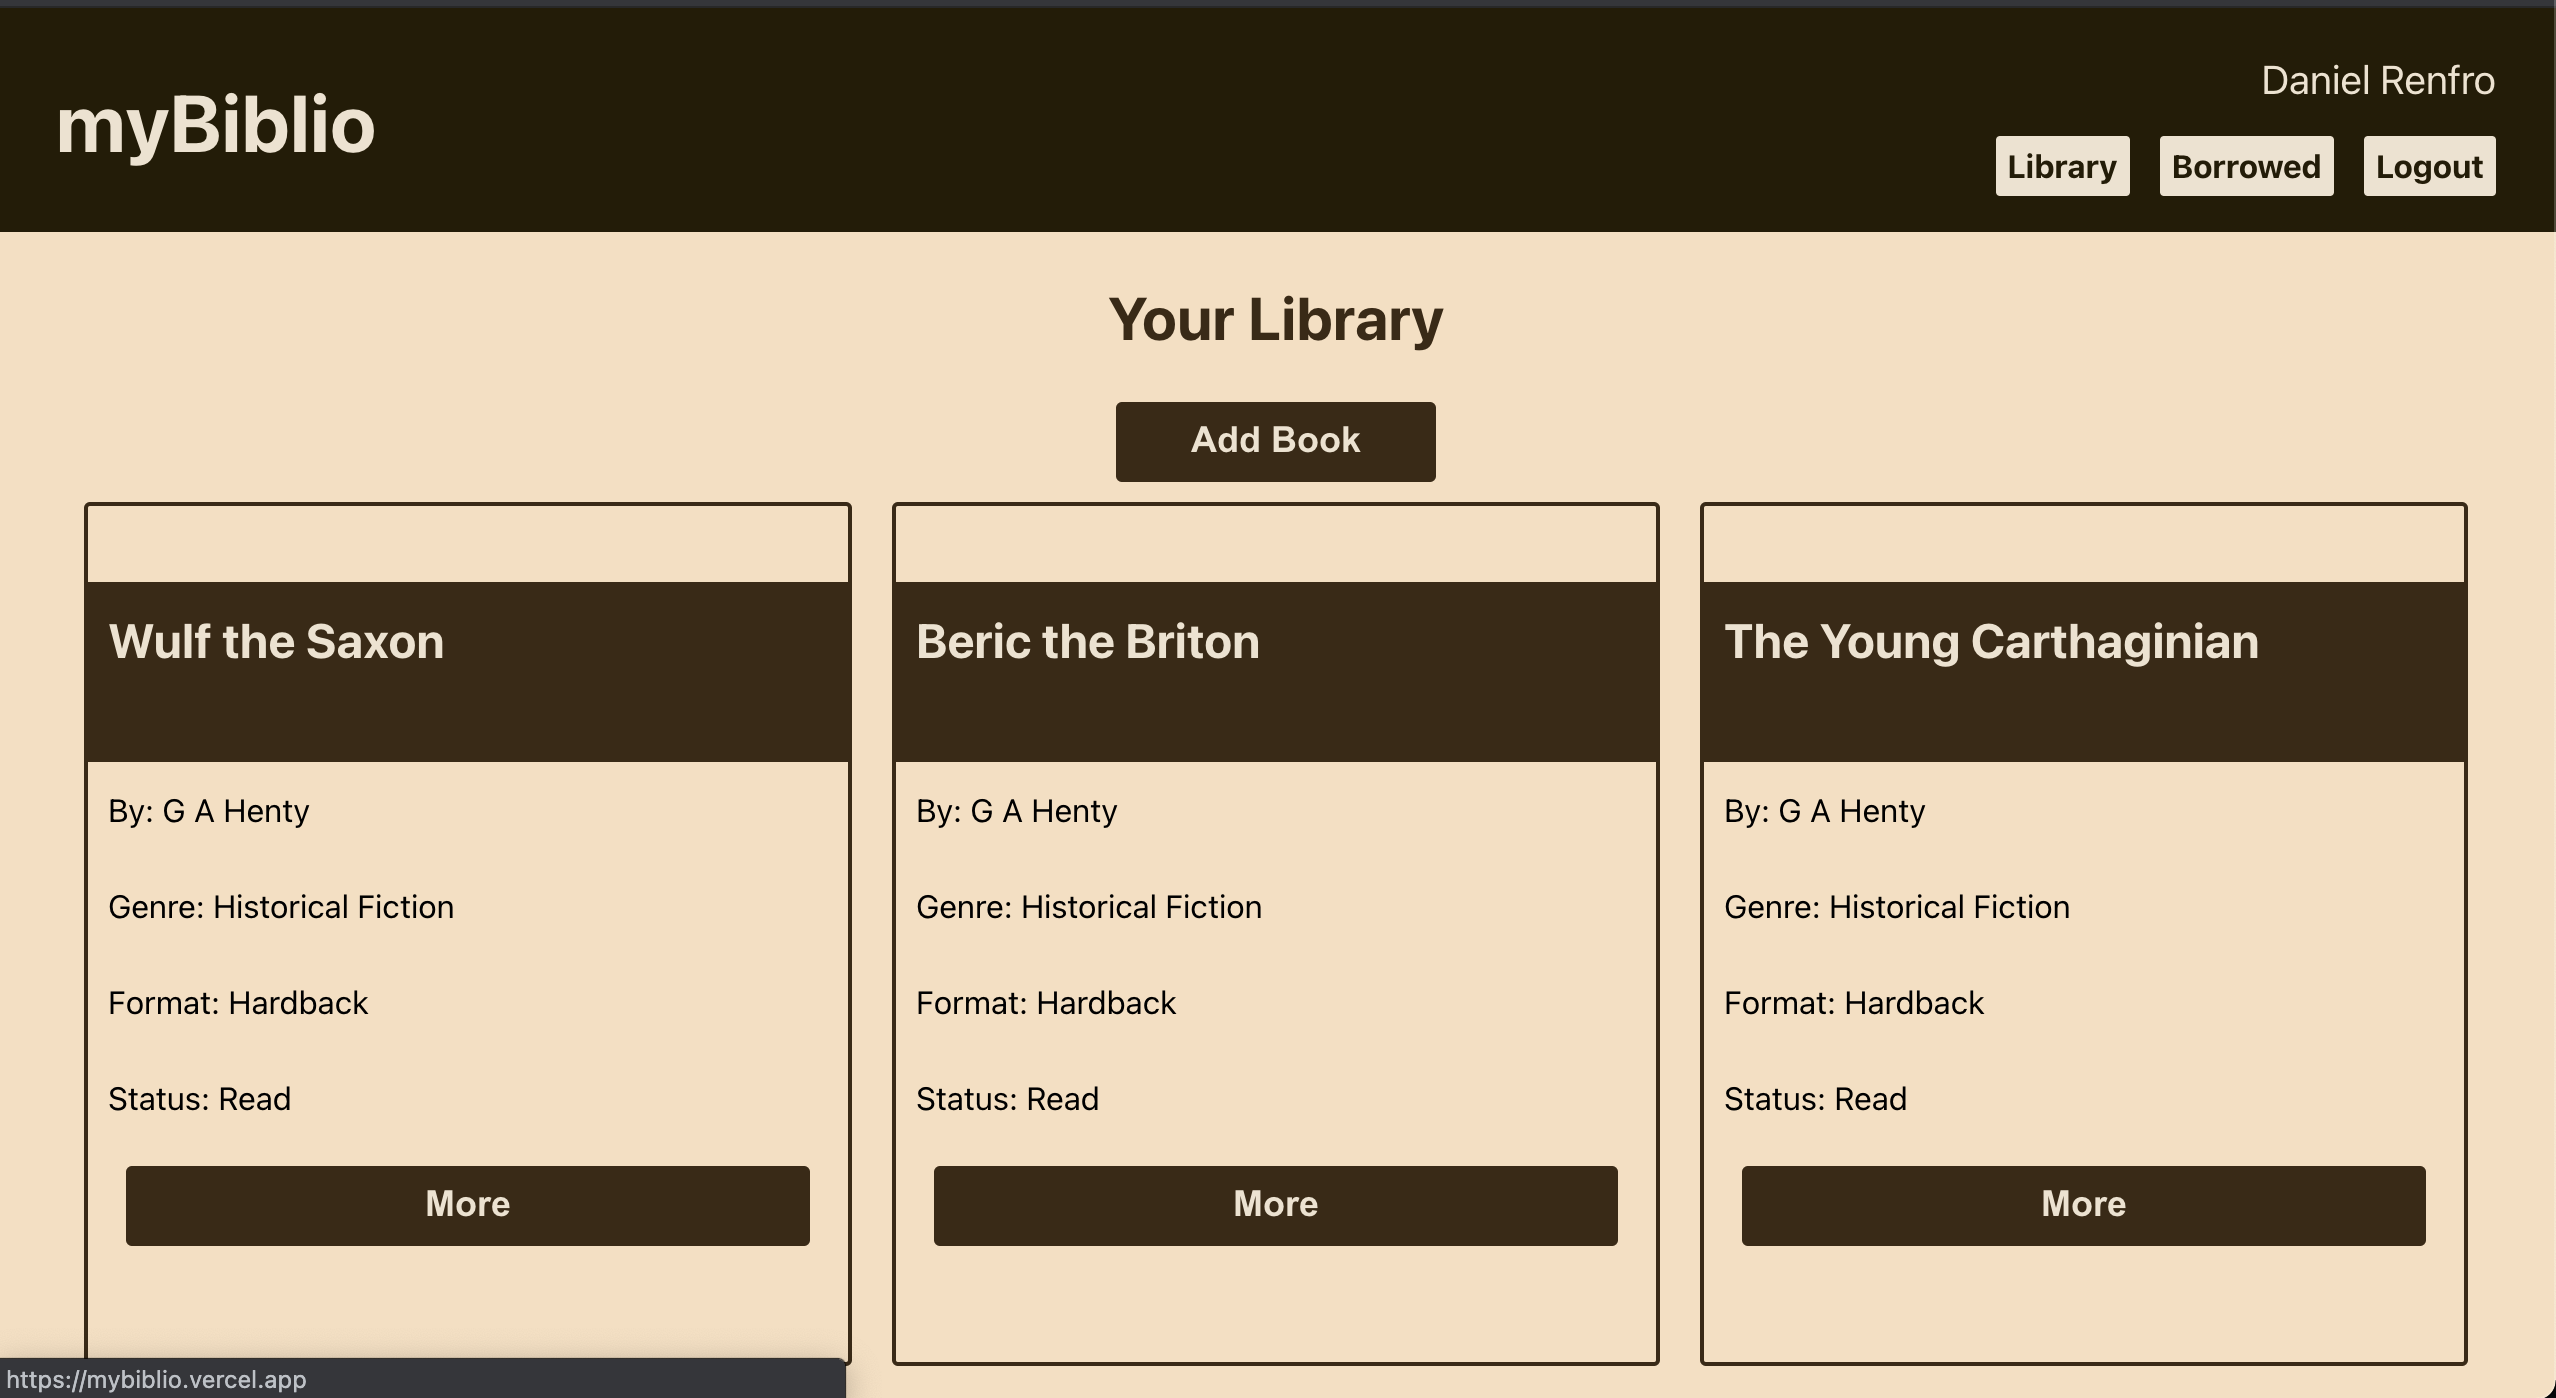 myBiblio
Daniel Renfro
Library Borrowed Logout
Your Library
Add Book
Wulf the Saxon
By: G A Henty
Genre: Historical Fiction
Format: Hardback
Status: Read
More
Beric the Briton
By: G A Henty
Genre: Historical Fiction
Format: Hardback
Status: Read
More
The Young Carthaginian
By: G A Henty
Genre: Historical Fiction
Format: Hardback
Status: Read
More
https://mybiblio.vercel.app